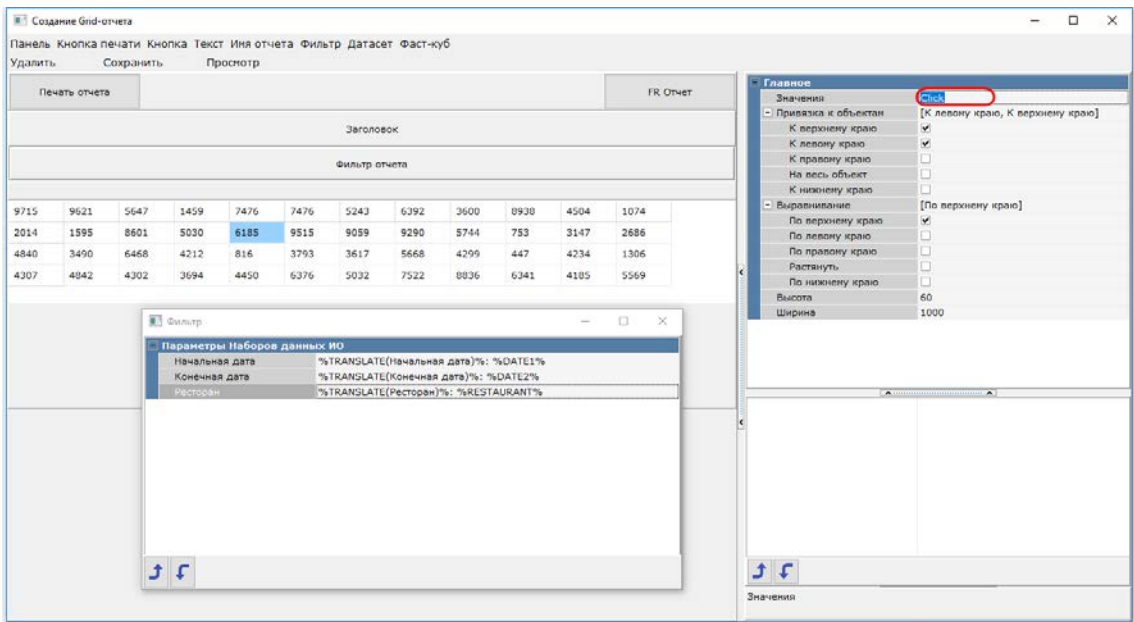 Создание Grid-отчета
Панель Кнопка печати Кнопка Текст Имя отчета Фильтр Датасет Фаст-куб
Удалить Сохранить Просмотр
Печать отчета
FR Отчет
Заголовок
Фильтр отчета
9715 9621 5647 1459 7476 7476 5243 6392 3600 8938 4504 1074
2014 1595 8601 5030 6185 9515 9059 9290 5744 753 3147 2686
4840 3490 6468 4212 816 3793 3617 5668 4299 447 4234 1306
4307 4842 4302 3694 4450 6376 5032 7522 8836 6341 4185 5569
Фильтр
Параметры Наборов данных ИО
Начальная дата %TRANSLATE(Начальная дата)%: %DATE1%
Конечная дата %TRANSLATE(Конечная дата)%: %DATE2%
Ресторан %TRANSLATE(Ресторан)%: %RESTAURANT%
Главное
Значения Click
Привязка к объектам [К левому краю, К верхнему краю]
К верхнему краю
К левому краю
К правому краю
На весь объект
К нижнему краю
Выравнивание [По верхнему краю]
По верхнему краю
По левому краю
По правому краю
Растянуть
По нижнему краю
Высота 60
Ширина 1000
Значения